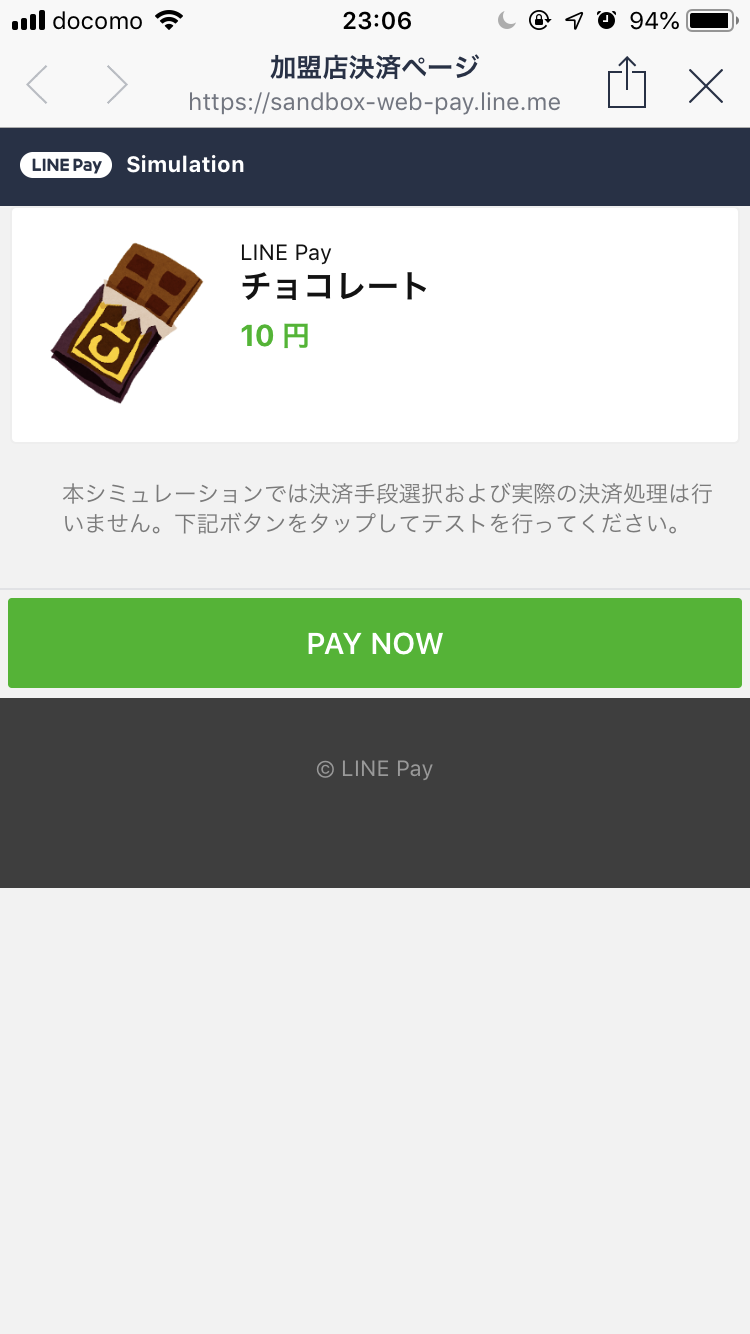 docomo 23:06 94%
加盟店決済ページ
https://sandbox-web-pay.line.me
LINE Pay Simulation
LINE Pay
チョコレート
10 円
本シミュレーションでは決済手段選択および実際の決済処理は行
いません。下記ボタンをタップしてテストを行ってください。
PAY NOW
© LINE Pay